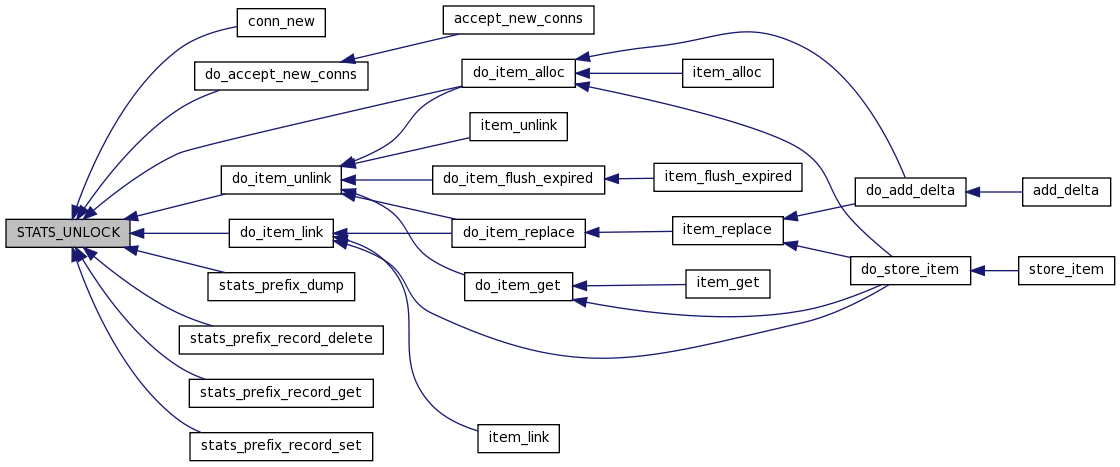 conn_new
accept_new_conns
do_accept_new_conns
do_item_alloc
item_alloc
item_unlink
do_item_unlink
do_item_flush_expired
item_flush_expired
do_add_delta
add_delta
STATS_UNLOCK
do_item_link
do_item_replace
item_replace
do_store_item
store_item
stats_prefix_dump
do_item_get
item_get
stats_prefix_record_delete
stats_prefix_record_get
stats_prefix_record_set
item_link